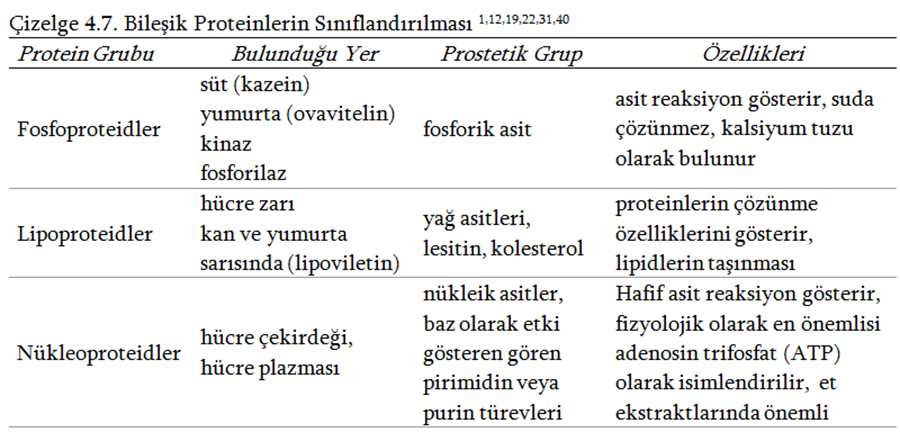 Çizelge 4.7. Bileşik Proteinlerin Sınıflandırılması 1,12,19,22,31,40
Protein Grubu Bulunduğu Yer Prostetik Grup Özellikleri
Fosfoproteidler
süt (kazein)
yumurta (ovavitelin)
kinaz
fosforilaz
fosforik asit
asit reaksiyon gösterir, suda
çözünmez, kalsiyum tuzu
olarak bulunur
Lipoproteidler
hücre zarı
kan ve yumurta
sarısında (lipoviletin)
yağ asitleri,
lesitin, kolesterol
proteinlerin çözünme
özelliklerini gösterir,
lipidlerin taşınması
Nükleoproteidler
hücre çekirdeği,
hücre plazması
nükleik asitler,
baz olarak etki
gösteren gören
pirimidin veya
purin türevleri
Hafif asit reaksiyon gösterir,
fizyolojik olarak en önemlisi
adenosin trifosfat (ATP)
olarak isimlendirilir, et
ekstraktlarında önemli